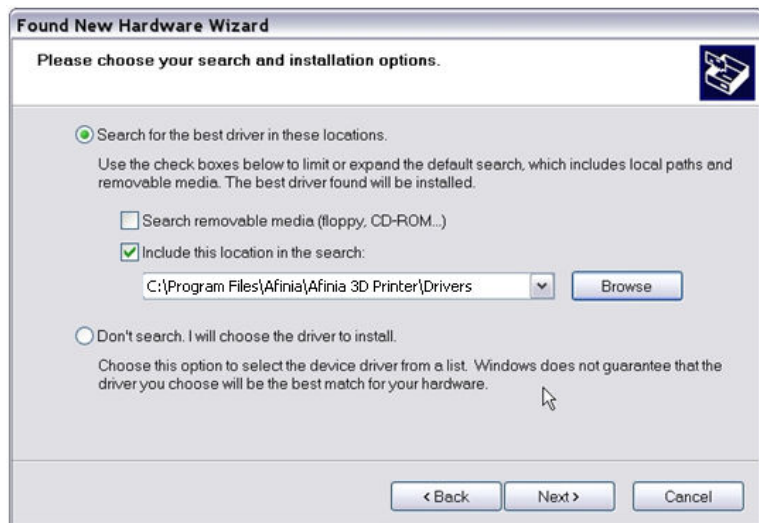 Found New Hardware Wizard
Please choose your search and installation options.
Search for the best driver in these locations.
Use the check boxes below to limit or expand the default search, which includes local paths and
removable media. The best driver found will be installed.
Search removable media (floppy, CD-ROM...)
Include this location in the search:
C:\Program Files\Afinia\Afinia 3D Printer\Drivers
Browse
Don't search. I will choose the driver to install.
Choose this option to select the device driver from a list. Windows does not guarantee that the
driver you choose will be the best match for your hardware.
< Back
Next >
Cancel